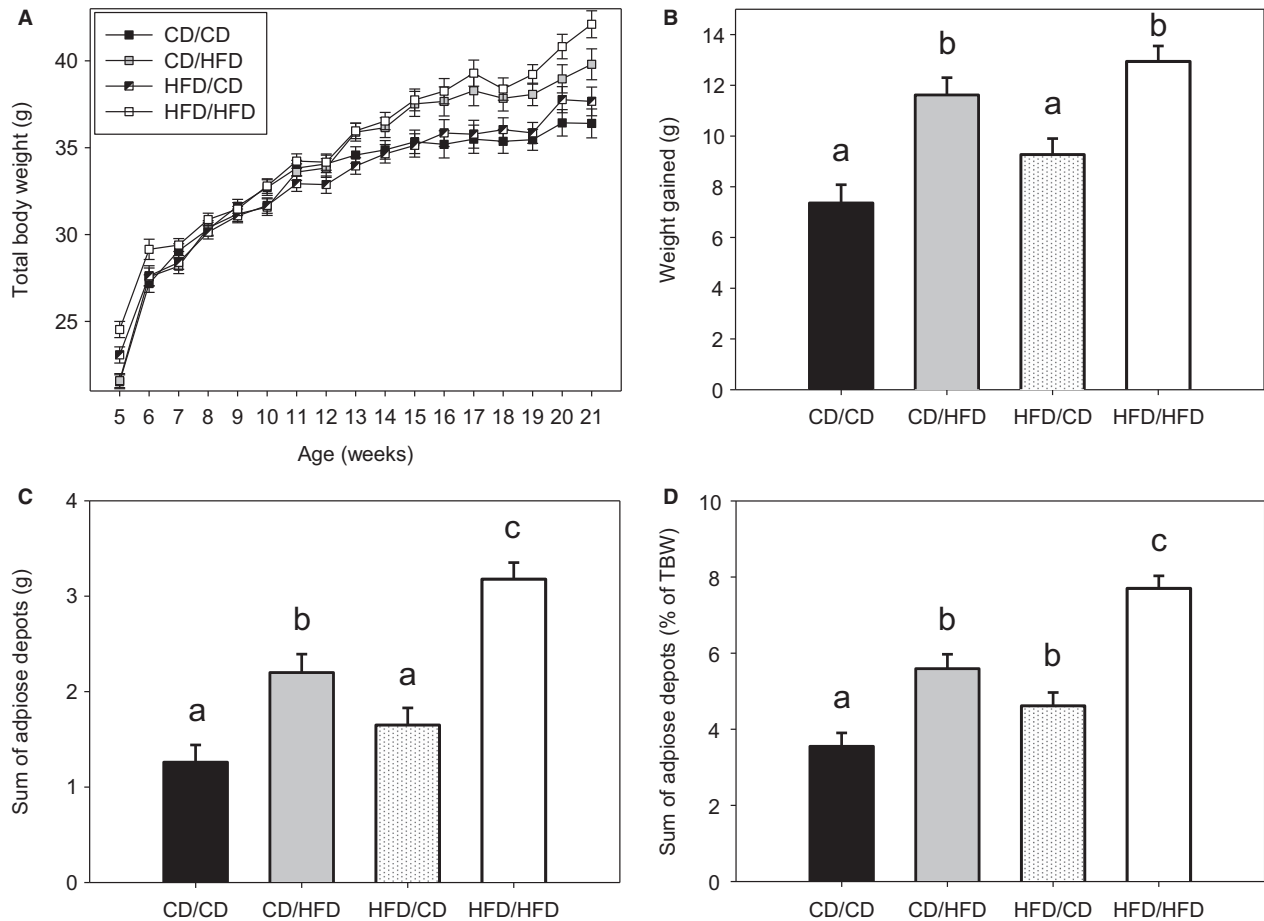 A
CD/CD
CD/HFD
HFD/CD
HFD/HFD
Total body weight (g)
40
35
30
25
5 6 7 8 9 10 11 12 13 14 15 16 17 18 19 20 21
Age (weeks)
B
Weight gained (g)
14
12
10
8
6
4
2
0
a
b
a
b
CD/CD CD/HFD HFD/CD HFD/HFD
C
Sum of adpiose depots (g)
4
3
2
1
0
a
b
a
c
CD/CD CD/HFD HFD/CD HFD/HFD
D
Sum of adpiose depots (% of TBW)
10
8
6
4
2
0
a
b
b
c
CD/CD CD/HFD HFD/CD HFD/HFD